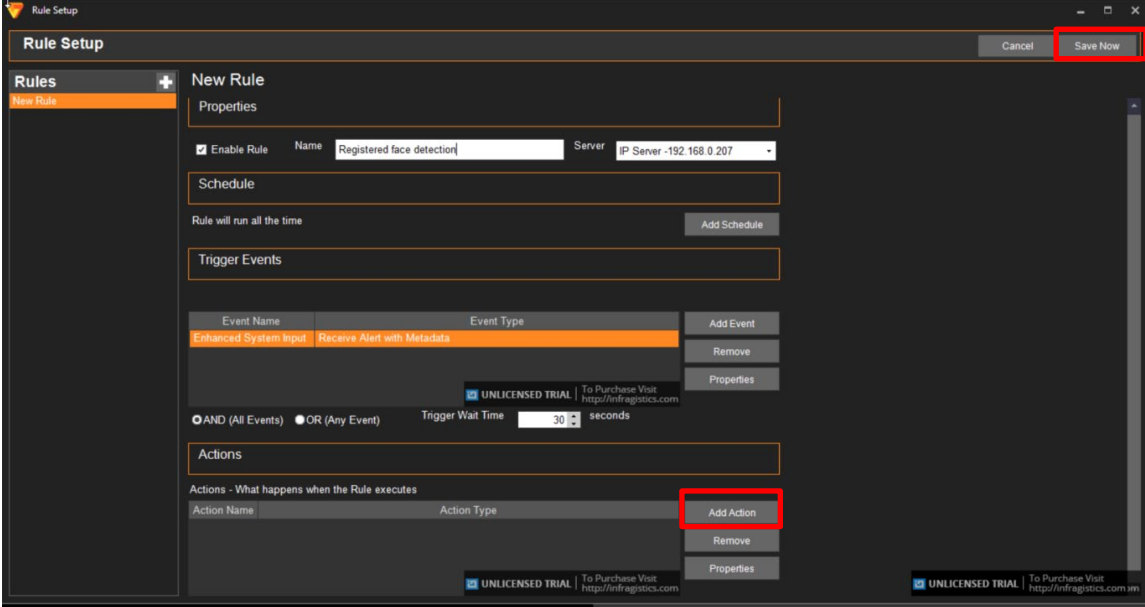 Rule Setup
Rule Setup
Cancel
Save Now
Rules
New Rule
New Rule
Properties
Enable Rule
Name
Registered face detection
Server
IP Server -192.168.0.207
Schedule
Rule will run all the time
Add Schedule
Trigger Events
Event Name
Event Type
Add Event
Enhanced System Input
Receive Alert with Metadata
Remove
Properties
UNLICENSED TRIAL
To Purchase Visit
http://infragistics.com
AND (All Events)
OR (Any Event)
Trigger Wait Time
30
seconds
Actions
Actions - What happens when the Rule executes
Action Name
Action Type
Add Action
Remove
Properties
UNLICENSED TRIAL
To Purchase Visit
http://infragistics.com
UNLICENSED TRIAL
To Purchase Visit
http://infragistics.com